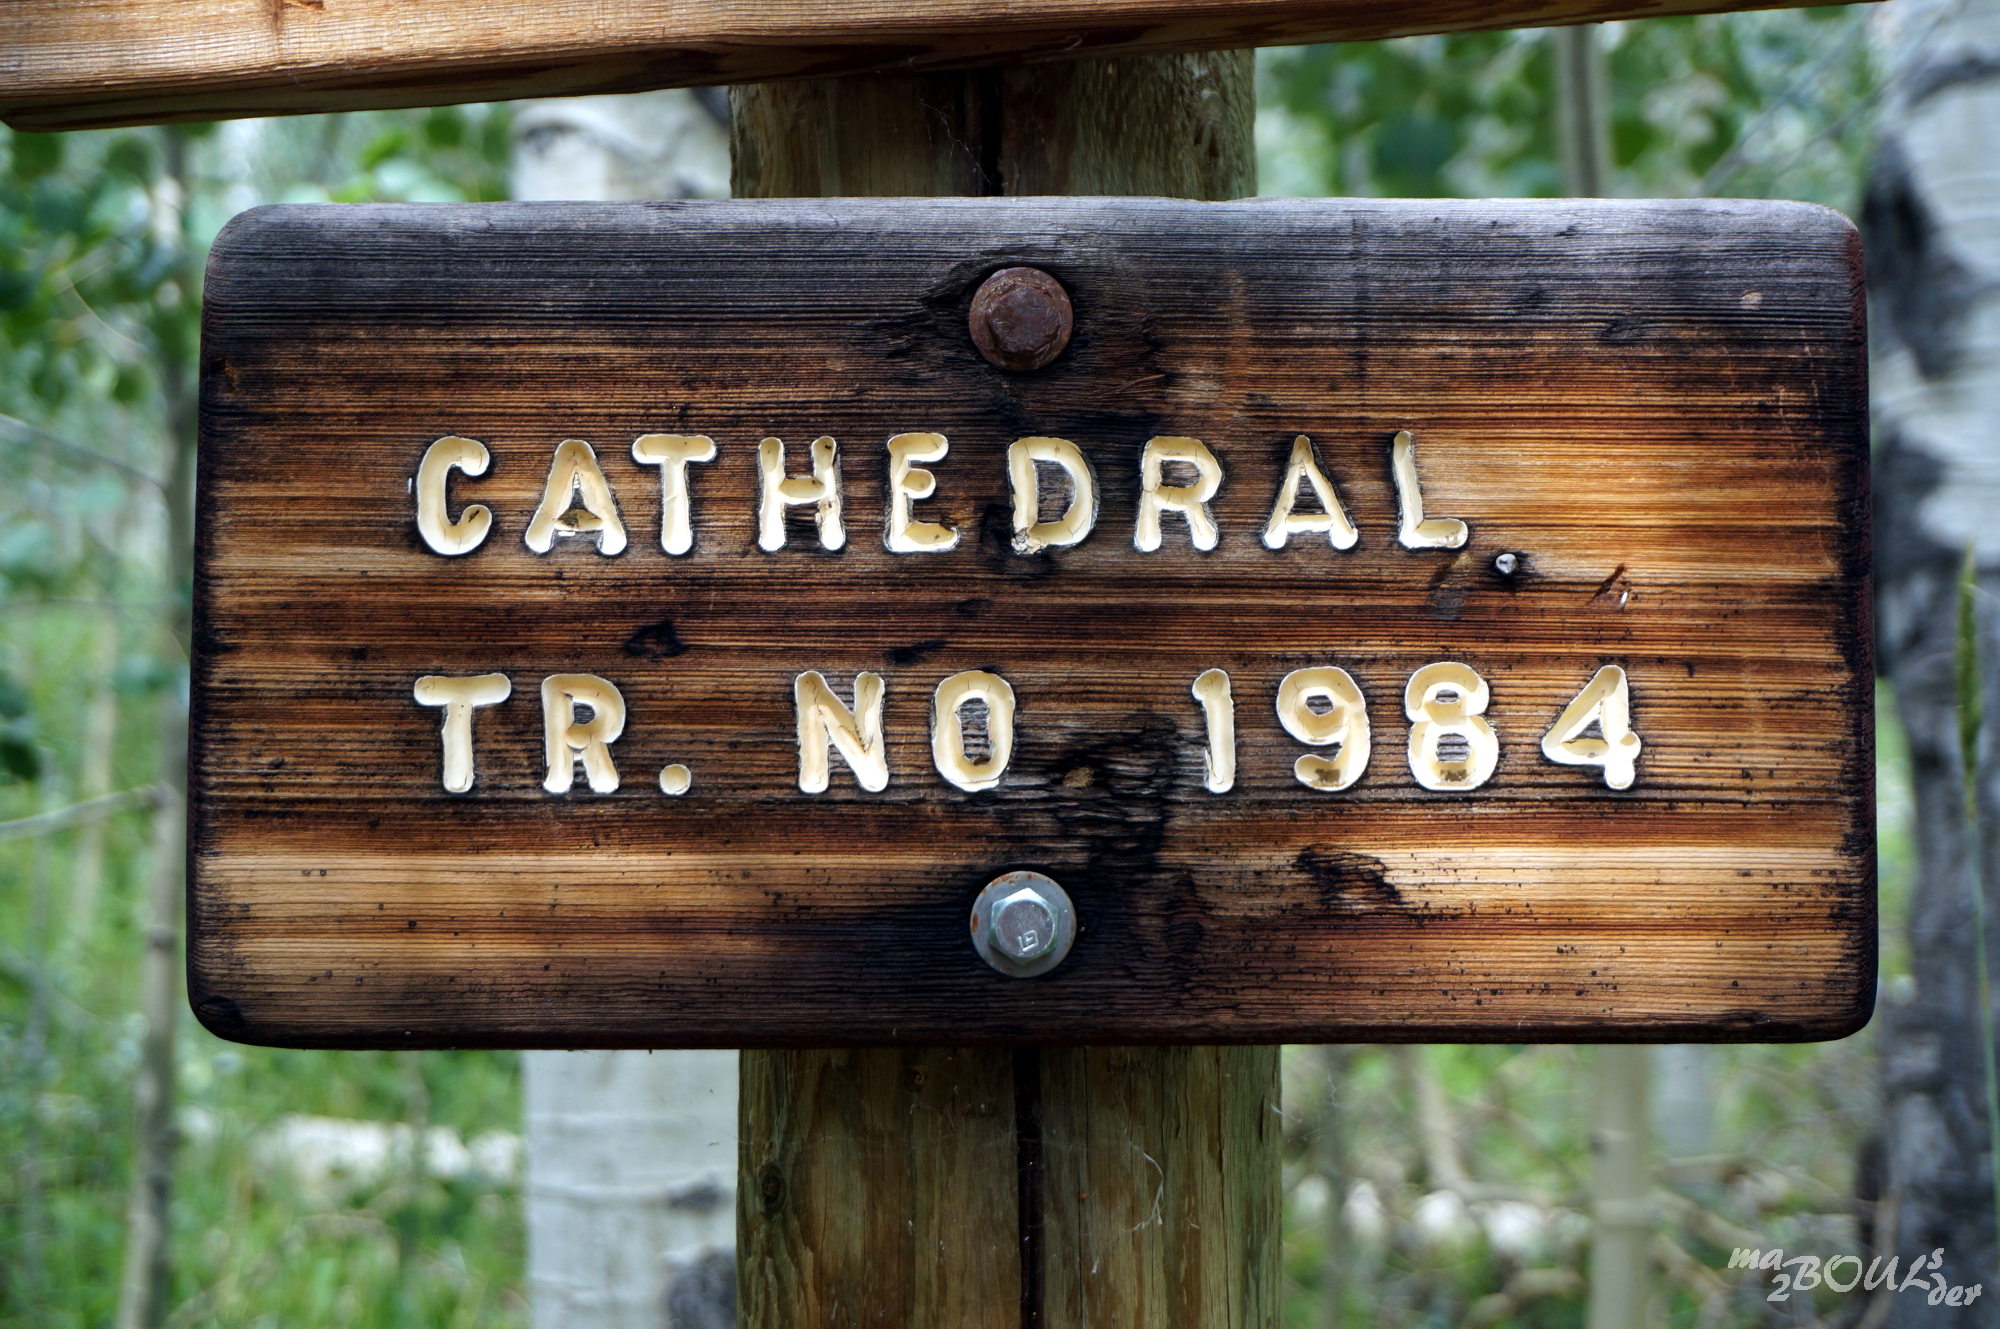 CATHEDRAL
TR. NO 1984
ma2BOULsder